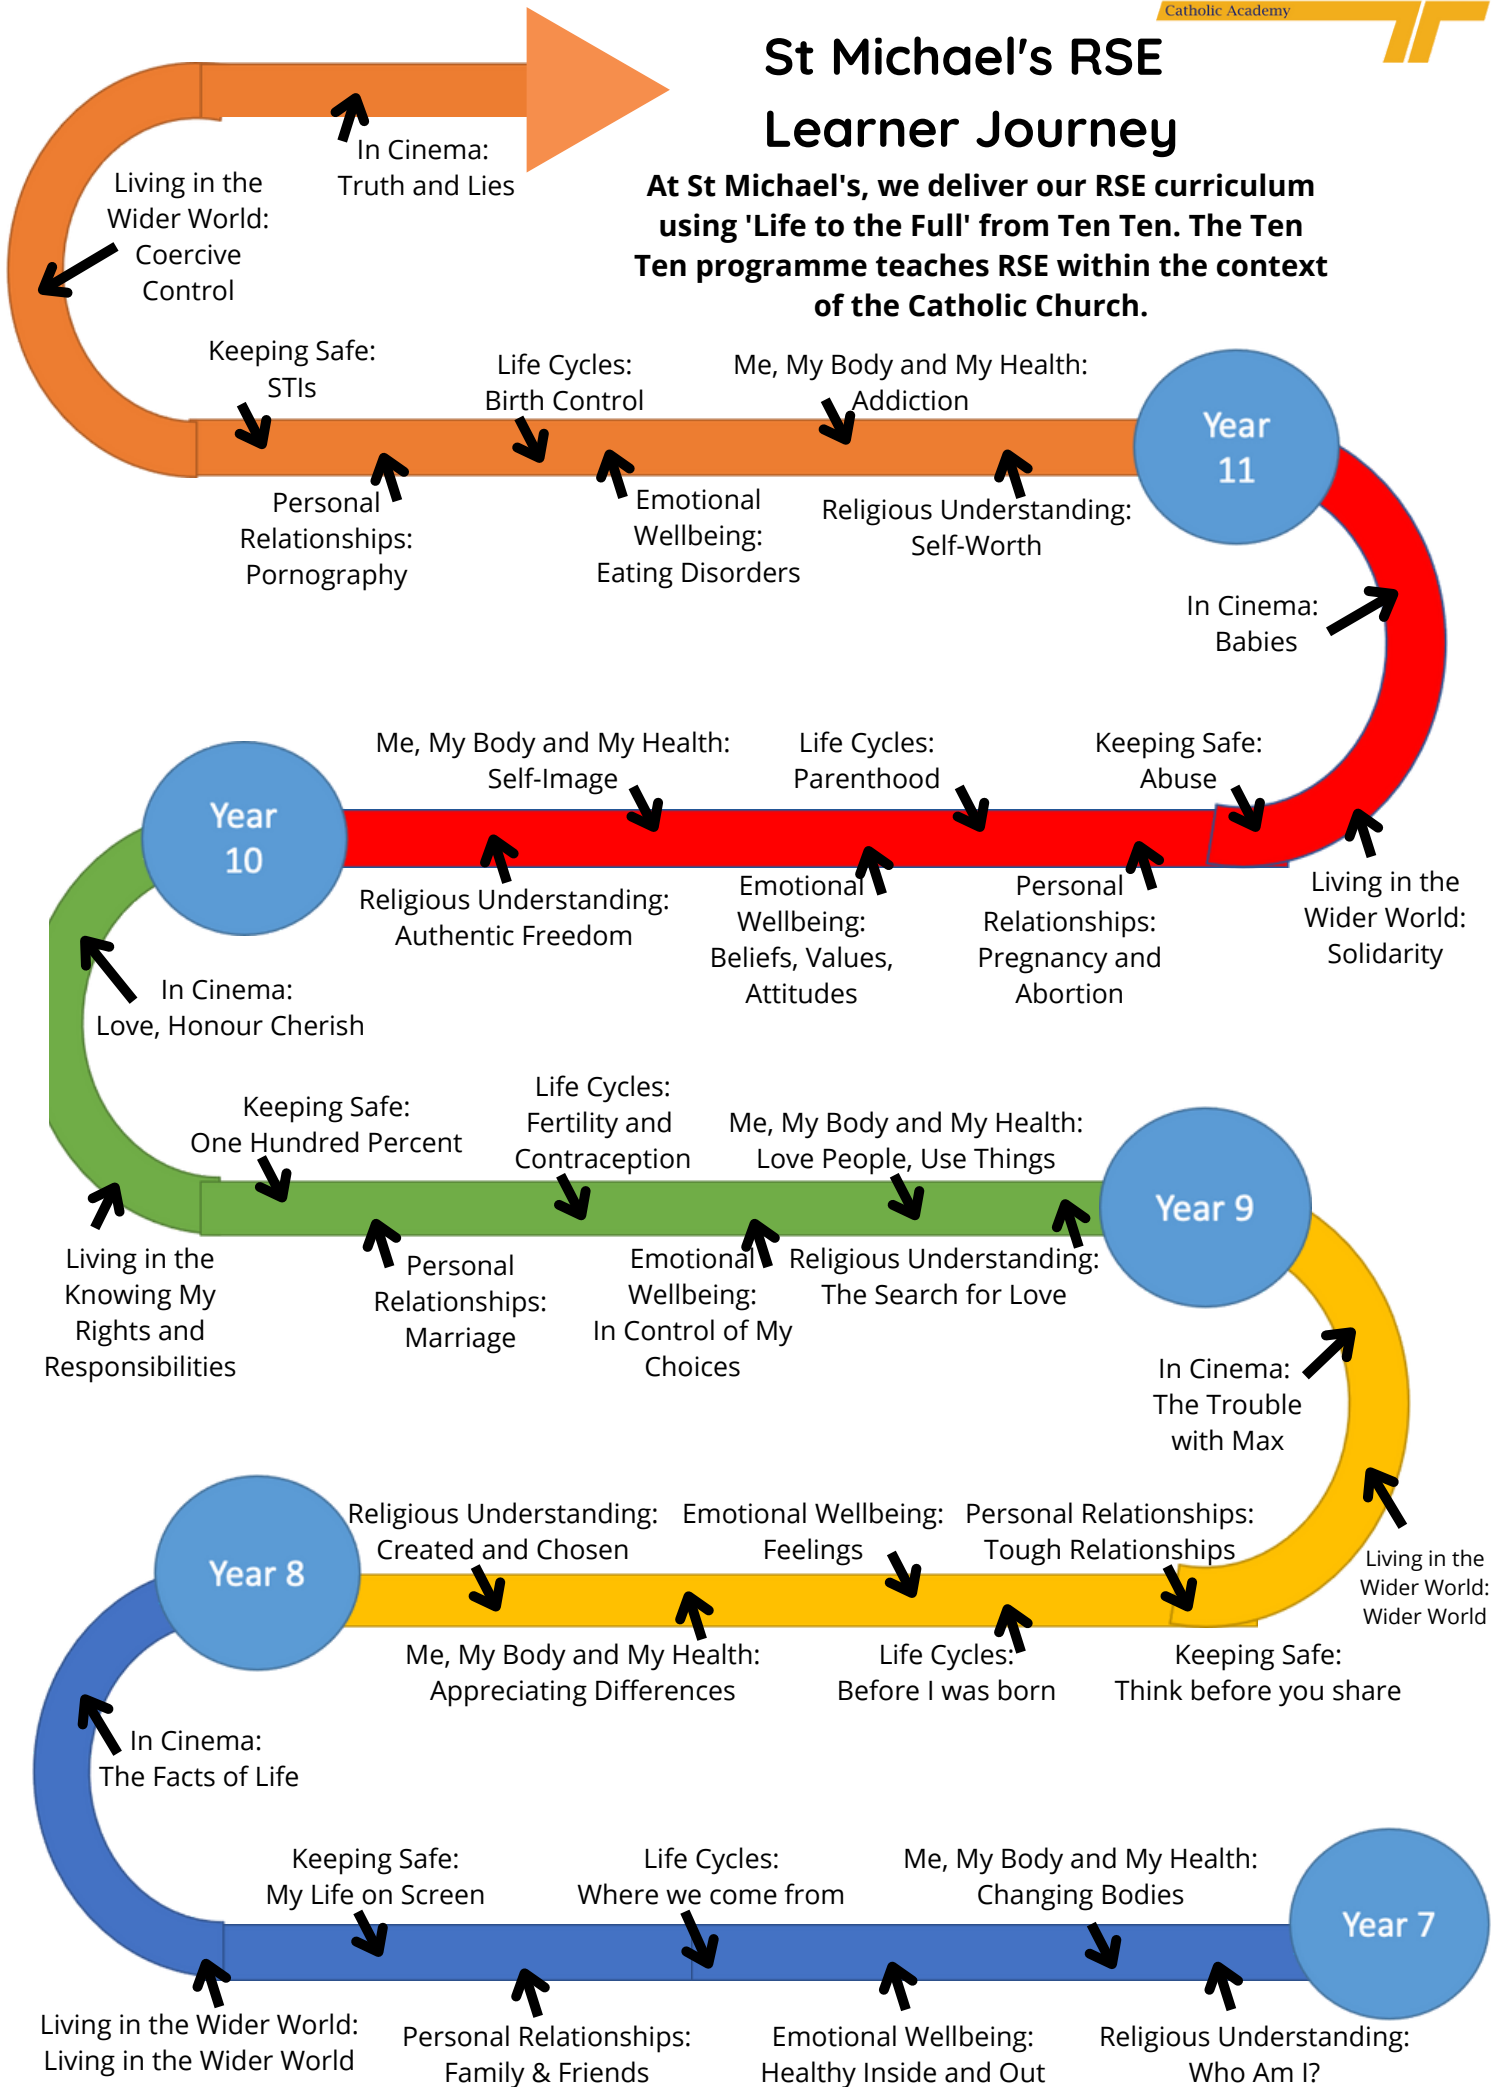 Catholic Academy
St Michael's RSE
Learner Journey
At St Michael's, we deliver our RSE curriculum
using 'Life to the Full' from Ten Ten. The Ten
Ten programme teaches RSE within the context
of the Catholic Church.
In Cinema:
Truth and Lies
Living in the
Wider World:
Coercive
Control
Keeping Safe:
STIs
Life Cycles:
Birth Control
Me, My Body and My Health:
Addiction
Year
11
Personal
Relationships:
Pornography
Emotional
Wellbeing:
Eating Disorders
Religious Understanding:
Self-Worth
In Cinema:
Babies
Year
10
Me, My Body and My Health:
Self-Image
Life Cycles:
Parenthood
Keeping Safe:
Abuse
Religious Understanding:
Authentic Freedom
Emotional
Wellbeing:
Beliefs, Values,
Attitudes
Personal
Relationships:
Pregnancy and
Abortion
Living in the
Wider World:
Solidarity
In Cinema:
Love, Honour Cherish
Keeping Safe:
One Hundred Percent
Life Cycles:
Fertility and
Contraception
Me, My Body and My Health:
Love People, Use Things
Year 9
Living in the
Knowing My
Rights and
Responsibilities
Personal
Relationships:
Marriage
Emotional
Wellbeing:
In Control of My
Choices
Religious Understanding:
The Search for Love
In Cinema:
The Trouble
with Max
Year 8
Religious Understanding:
Created and Chosen
Emotional Wellbeing:
Feelings
Personal Relationships:
Tough Relationships
Living in the
Wider World:
Wider World
Me, My Body and My Health:
Appreciating Differences
Life Cycles:
Before I was born
Keeping Safe:
Think before you share
In Cinema:
The Facts of Life
Keeping Safe:
My Life on Screen
Life Cycles:
Where we come from
Me, My Body and My Health:
Changing Bodies
Year 7
Living in the Wider World:
Living in the Wider World
Personal Relationships:
Family & Friends
Emotional Wellbeing:
Healthy Inside and Out
Religious Understanding:
Who Am I?